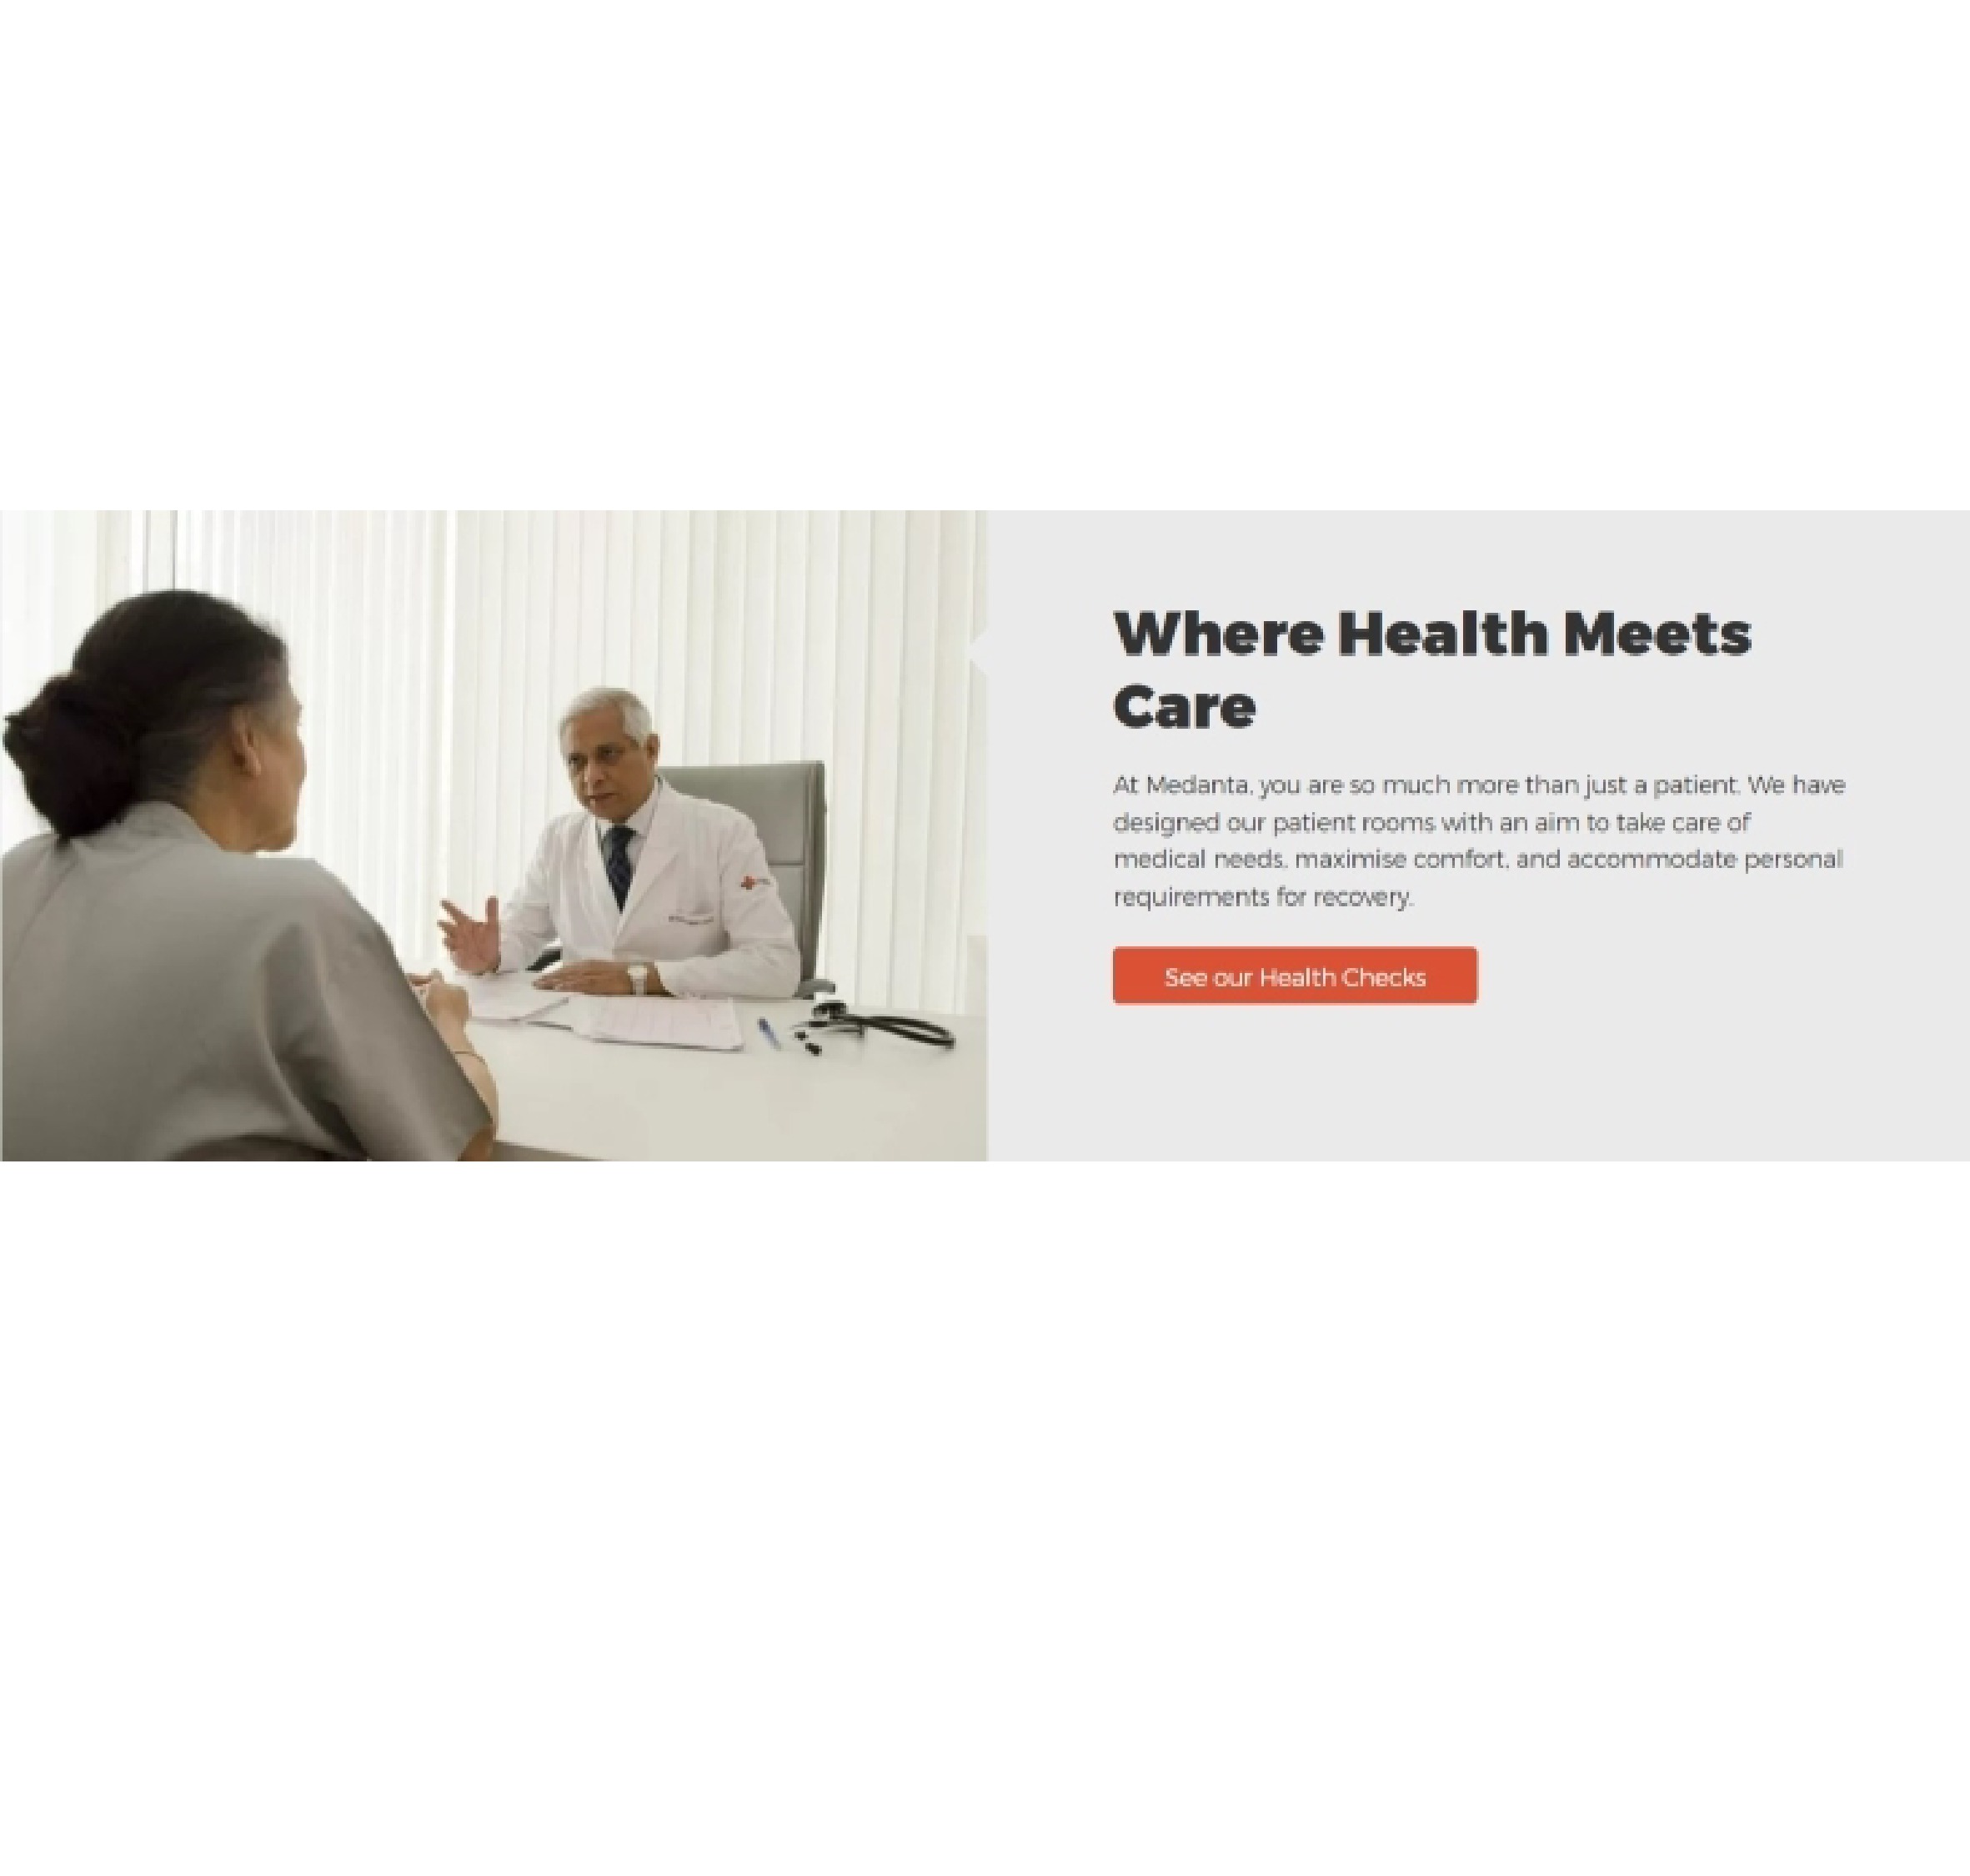 Where Health Meets
Care
At Medanta, you are so much more than just a patient. We have
designed our patient rooms with an aim to take care of
medical needs, maximise comfort, and accommodate personal
requirements for recovery.
See our Health Checks